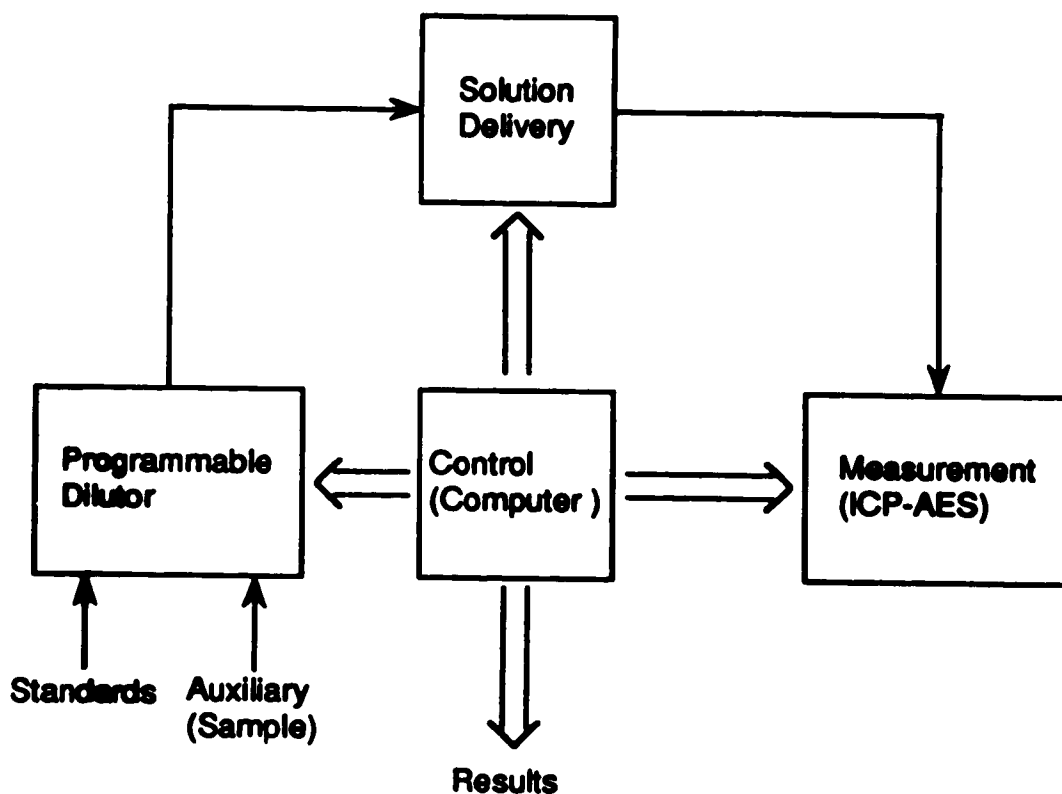 Solution
Delivery
Programmable
Dilutor
Control
(Computer )
Measurement
(ICP-AES)
Standards
Auxiliary
(Sample)
Results